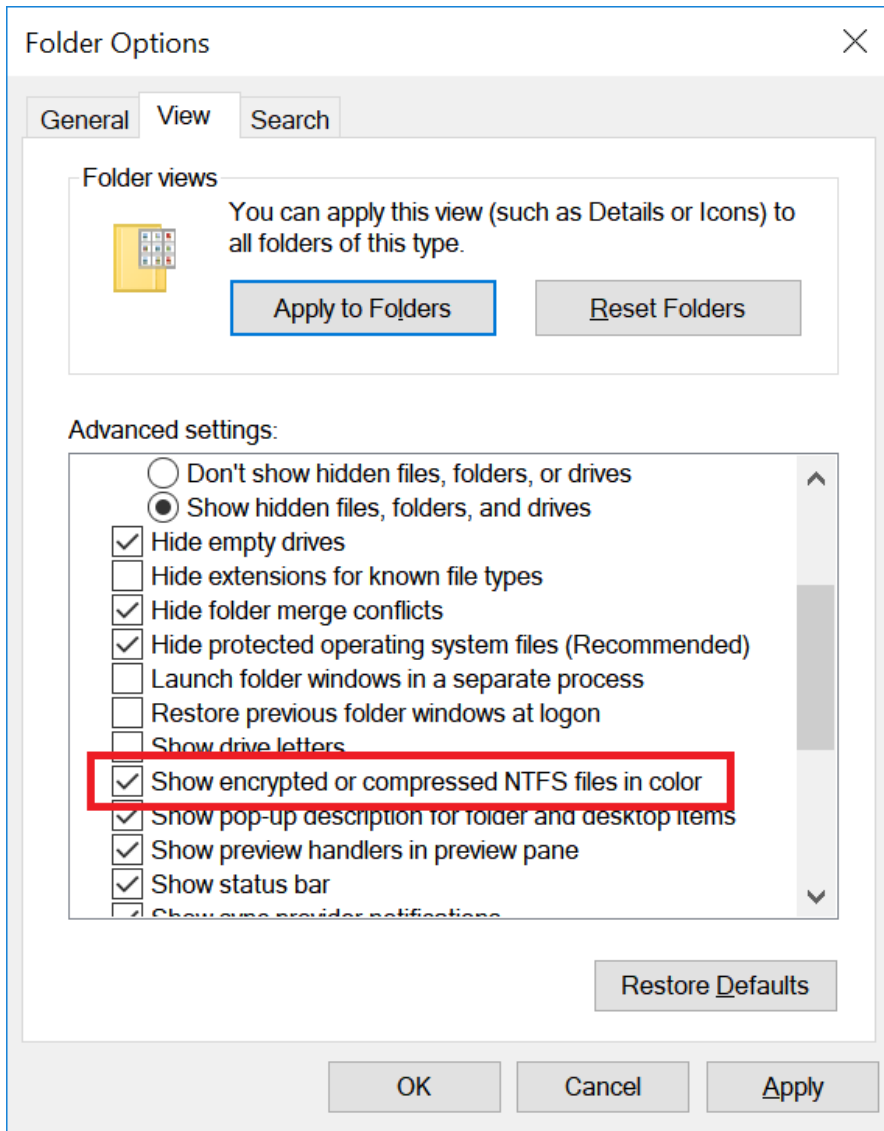 Folder Options
General View Search
Folder views
You can apply this view (such as Details or Icons) to
all folders of this type.
Apply to Folders Reset Folders
Advanced settings:
Don't show hidden files, folders, or drives
Show hidden files, folders, and drives
Hide empty drives
Hide extensions for known file types
Hide folder merge conflicts
Hide protected operating system files (Recommended)
Launch folder windows in a separate process
Restore previous folder windows at logon
Show drive letters
Show encrypted or compressed NTFS files in color
Show pop-up description for folder and desktop items
Show preview handlers in preview pane
Show status bar
Show sync provider notifications
Restore Defaults
OK Cancel Apply